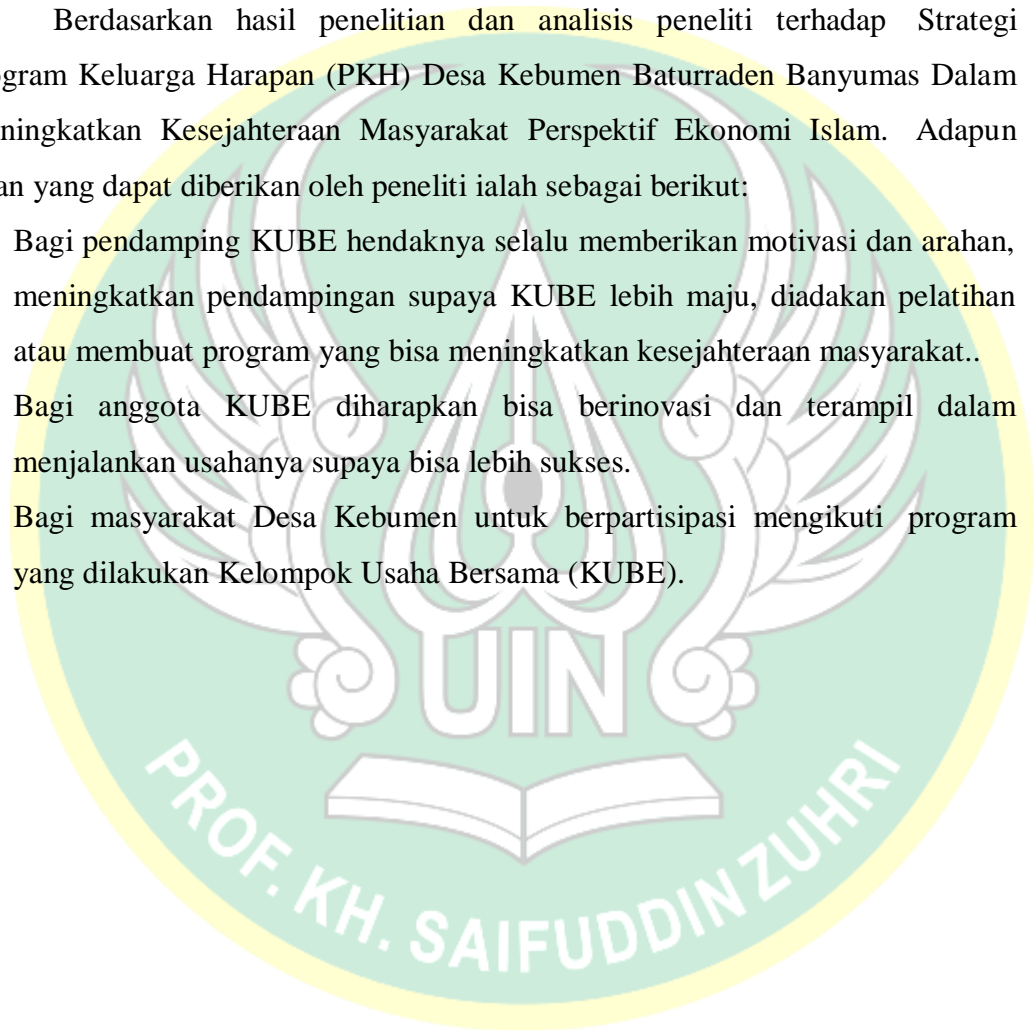 Berdasarkan hasil penelitian dan analisis peneliti terhadap Strategi
ogram Keluarga Harapan (PKH) Desa Kebumen Baturraden Banyumas Dalam
ningkatkan Kesejahteraan Masyarakat Perspektif Ekonomi Islam. Adapun
an yang dapat diberikan oleh peneliti ialah sebagai berikut:
Bagi pendamping KUBE hendaknya selalu memberikan motivasi dan arahan,
meningkatkan pendampingan supaya KUBE lebih maju, diadakan pelatihan
atau membuat program yang bisa meningkatkan kesejahteraan masyarakat..
Bagi anggota KUBE diharapkan bisa berinovasi dan terampil dalam
menjalankan usahanya supaya bisa lebih sukses.
Bagi masyarakat Desa Kebumen untuk berpartisipasi mengikuti program
yang dilakukan Kelompok Usaha Bersama (KUBE).
UIN
PROF. KH. SAIFUDDIN ZUHRI